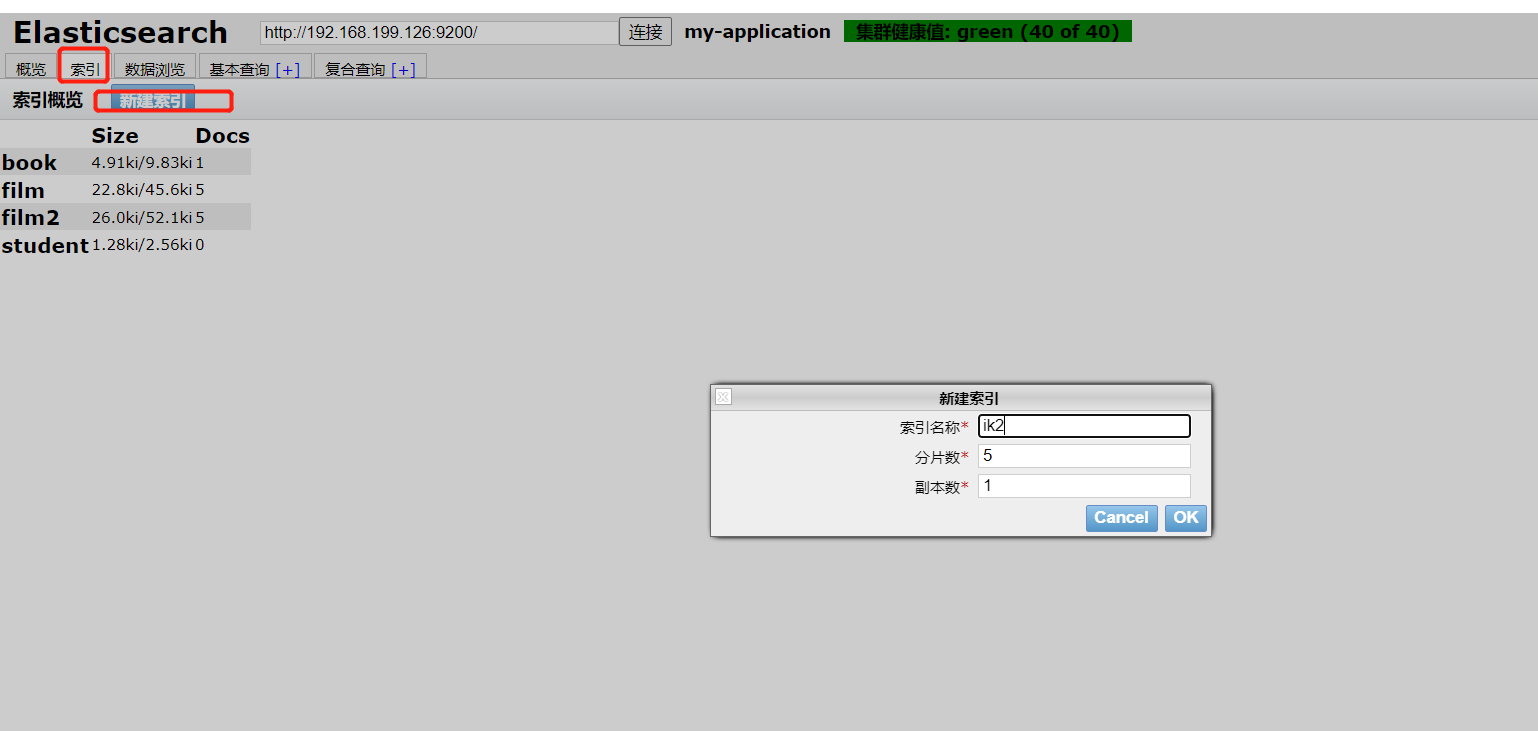 Elasticsearch http://192.168.199.126:9200/ 连接 my-application 集群健康值: green (40 of 40)
概览 索引 数据浏览 基本查询 [+] 复合查询 [+]
索引概览 新建索引
Size Docs
book 4.91ki/9.83ki 1
film 22.8ki/45.6ki 5
film2 26.0ki/52.1ki 5
student 1.28ki/2.56ki 0
新建索引
索引名称* ik2
分片数* 5
副本数* 1
Cancel OK